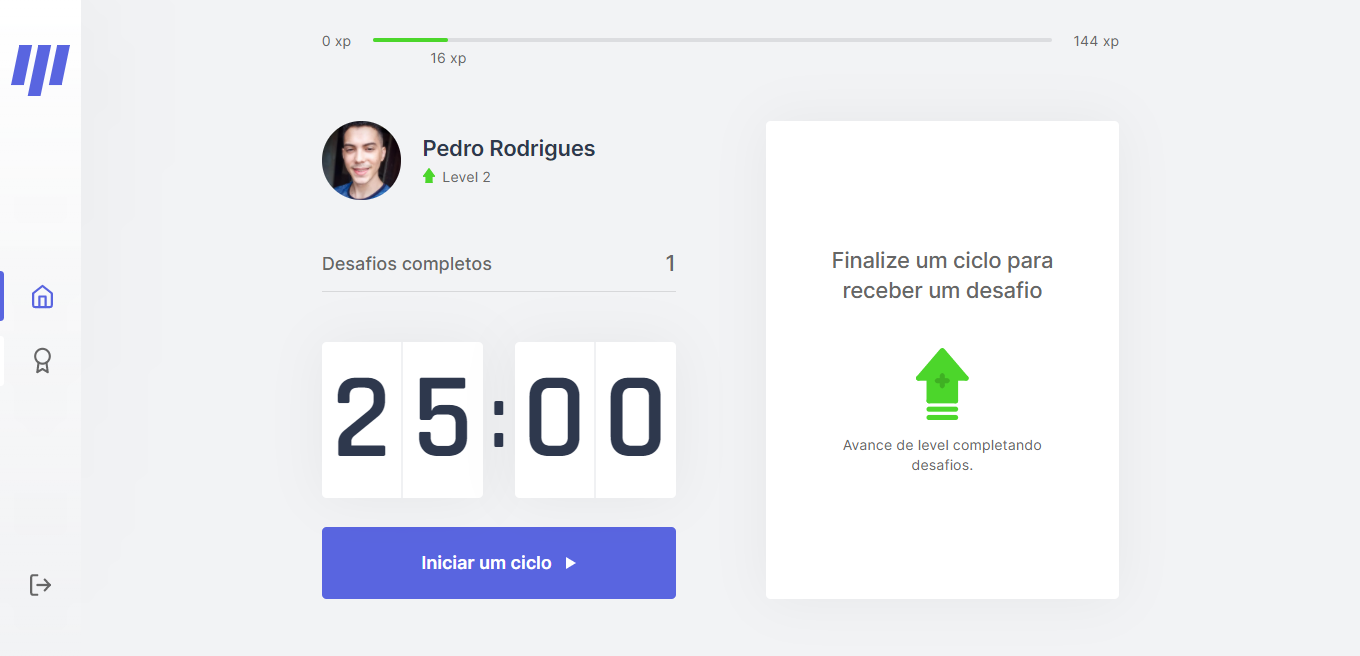 0 xp
144 xp
16 xp
Pedro Rodrigues
Level 2
Desafios completos 1
25:00
Iniciar um ciclo
Finalize um ciclo para
receber um desafio
Avance de level completando
desafios.